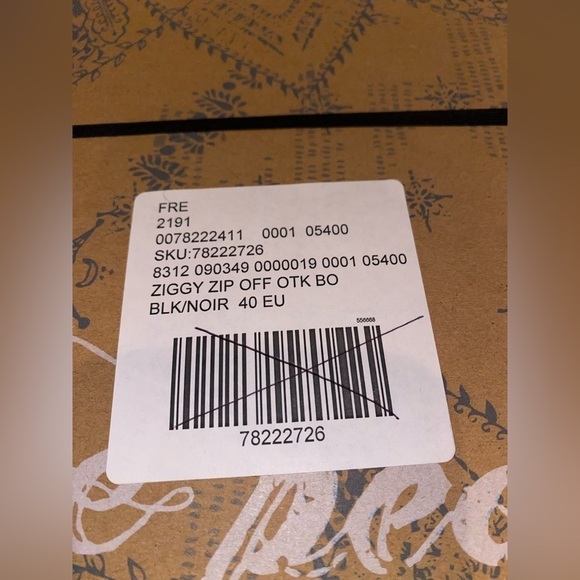 FRE
2191
0078222411 0001 05400
SKU:78222726
8312 090349 0000019 0001 05400
ZIGGY ZIP OFF OTK BO
BLK/NOIR 40 EU
556668
78222726